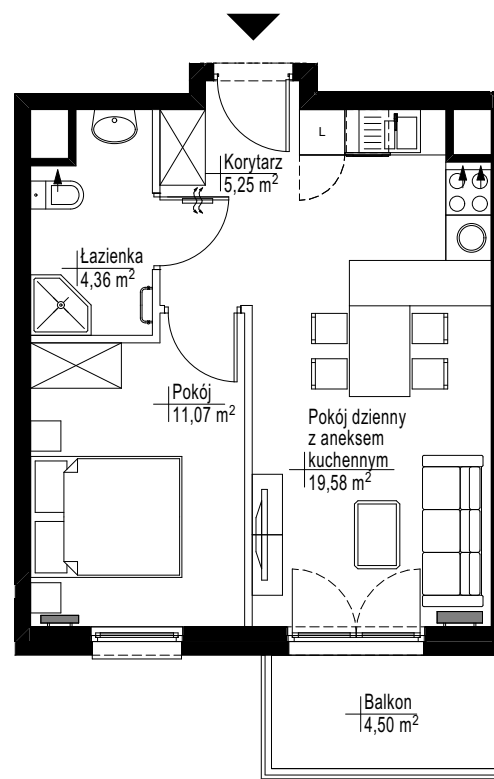 Korytarz
5,25 m²
L
Łazienka
4,36 m²
Pokój
11,07 m²
Pokój dzienny
z aneksem
kuchennym
19,58 m²
Balkon
4,50 m²